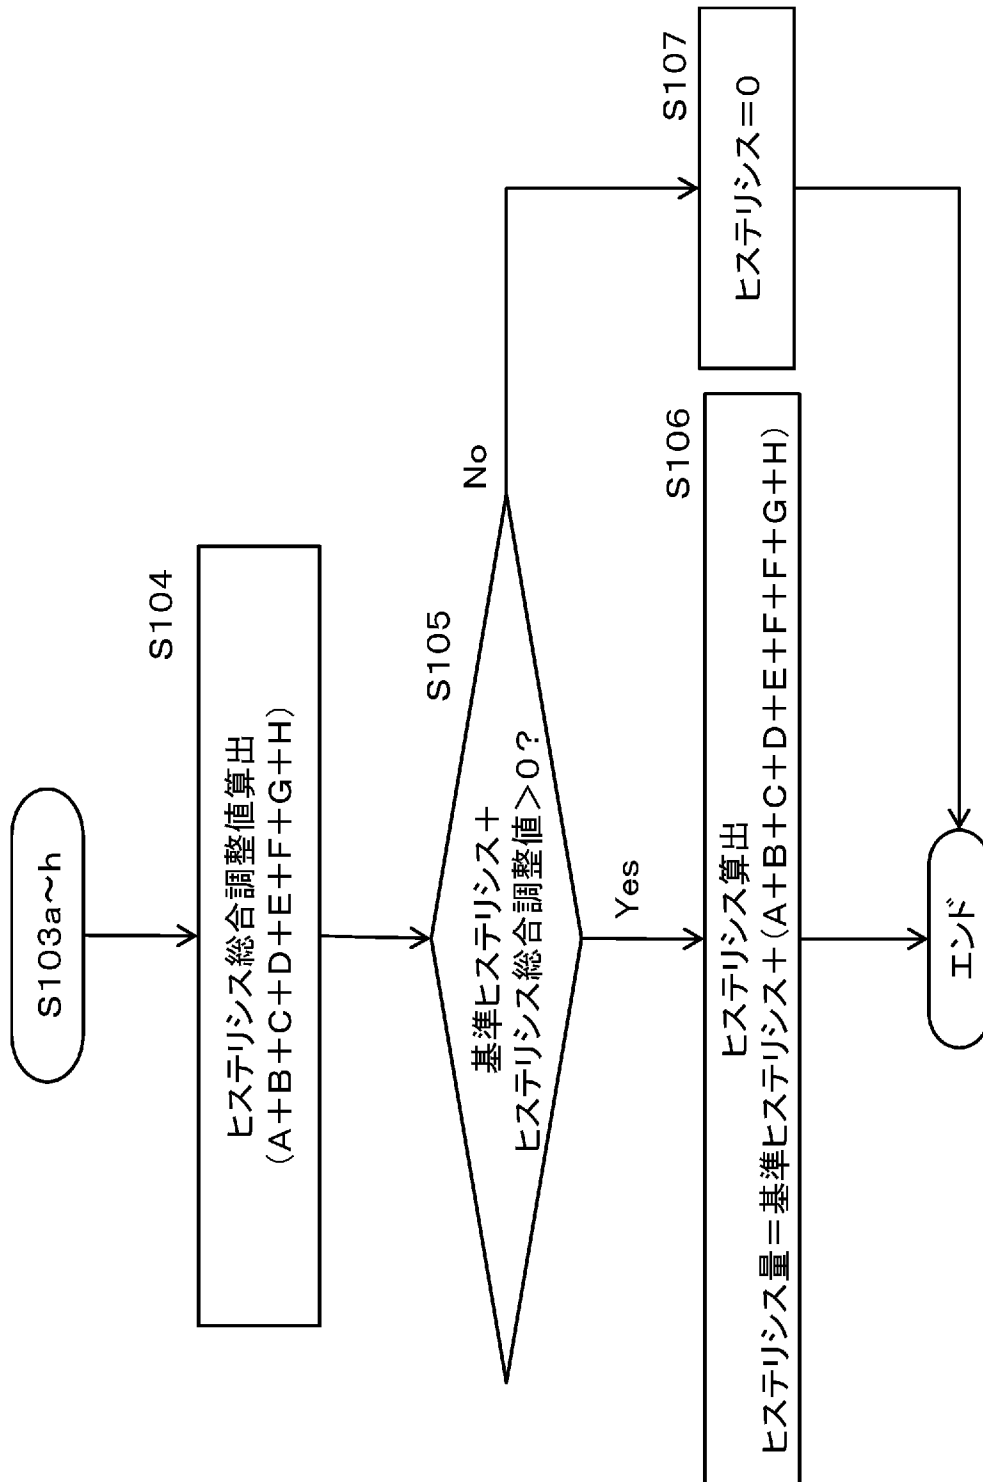 S103a～h
S104
ヒステリシス総合調整値算出
(A+B+C+D+E+F+G+H)
S105
基準ヒステリシス+
ヒステリシス総合調整値>0?
No
Yes
S106
ヒステリシス算出
ヒステリシス量=基準ヒステリシス+(A+B+C+D+E+F+G+H)
S107
ヒステリシス=0
エンド